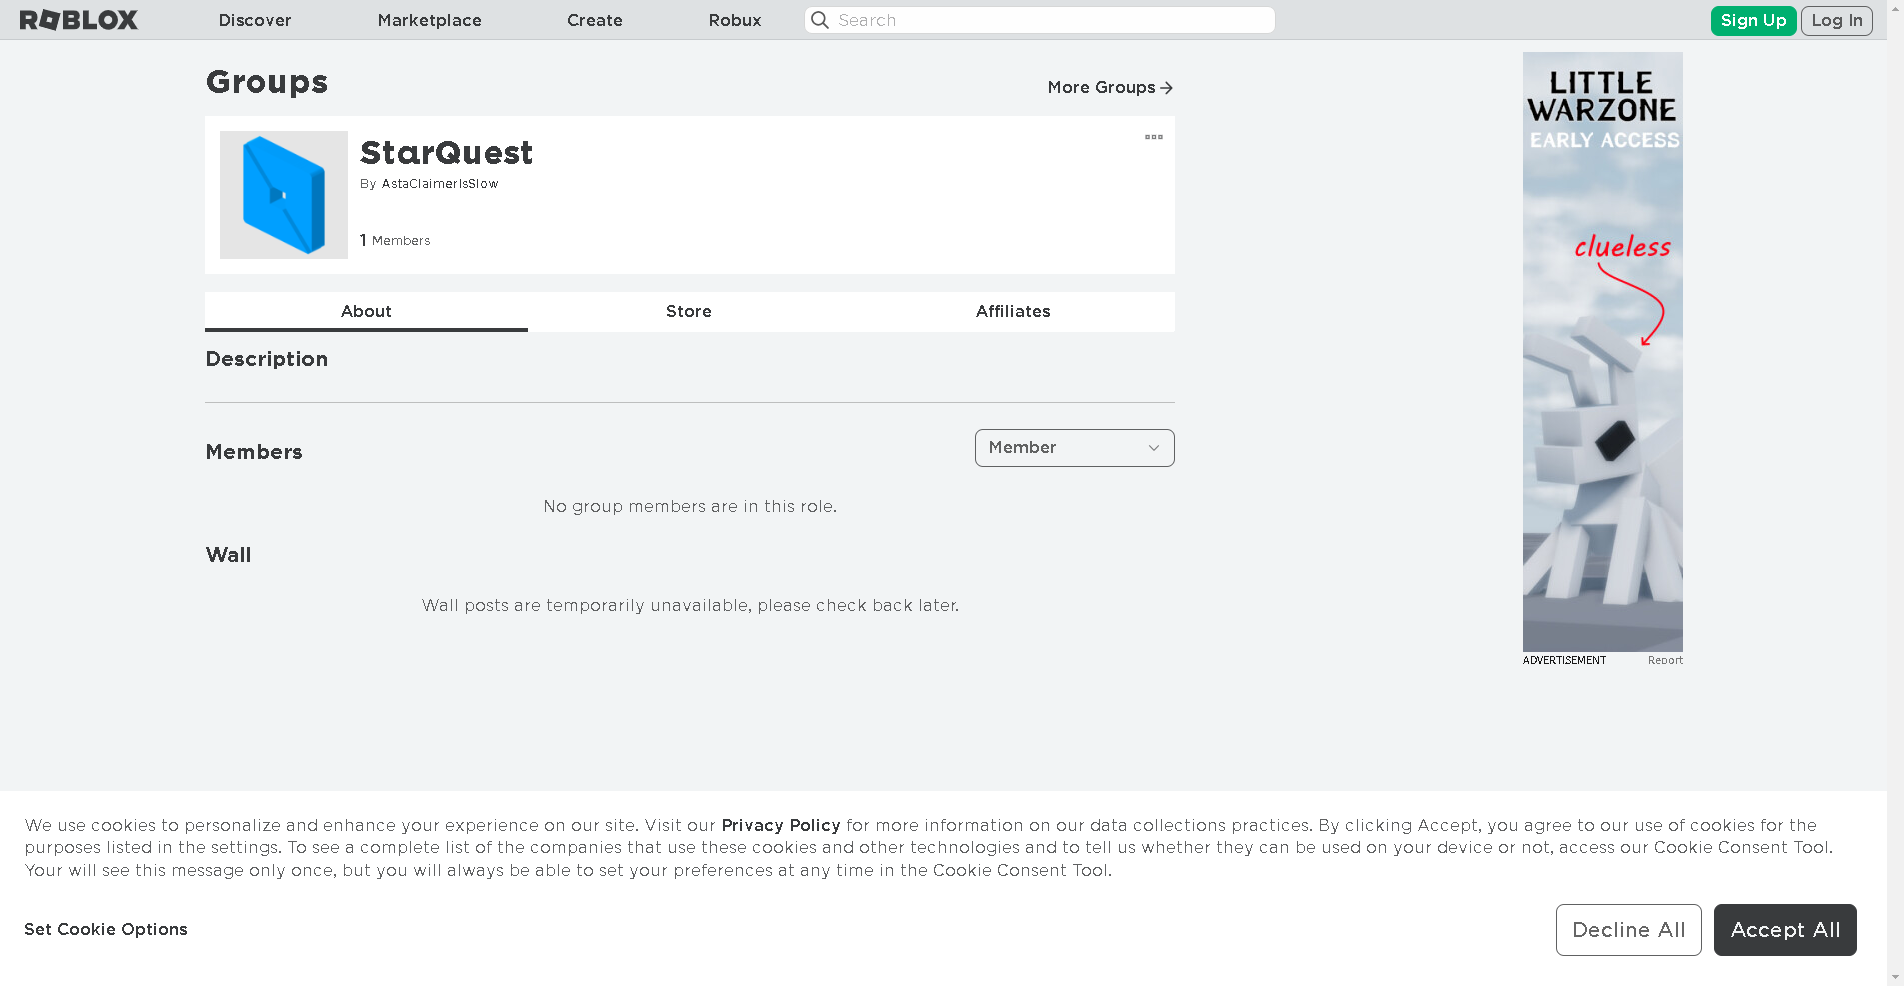 ROBLOX
Discover
Marketplace
Create
Robux
Search
Sign Up
Log In
Groups
More Groups
StarQuest
By AstaClaimerIsSlow
1 Members
About
Store
Affiliates
Description
Members
Member
No group members are in this role.
Wall
Wall posts are temporarily unavailable, please check back later.
LITTLE
WARZONE
EARLY ACCESS
clueless
ADVERTISEMENT
Report
We use cookies to personalize and enhance your experience on our site. Visit our Privacy Policy for more information on our data collections practices. By clicking Accept, you agree to our use of cookies for the
purposes listed in the settings. To see a complete list of the companies that use these cookies and other technologies and to tell us whether they can be used on your device or not, access our Cookie Consent Tool.
Your will see this message only once, but you will always be able to set your preferences at any time in the Cookie Consent Tool.
Set Cookie Options
Decline All
Accept All